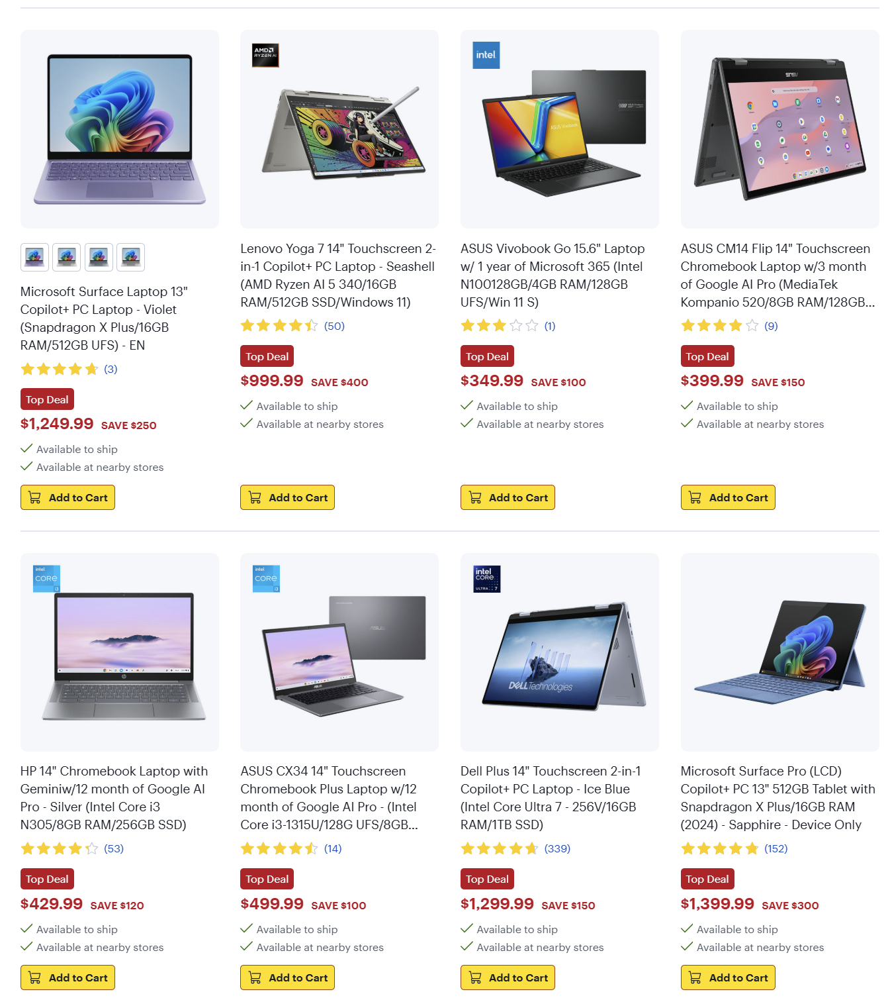 AMD
RYZEN AI
intel
ASUS Vivobook
ASUS
Microsoft Surface Laptop 13"
Copilot+ PC Laptop - Violet
(Snapdragon X Plus/16GB
RAM/512GB UFS) - EN
(3)
Top Deal
$1,249.99 SAVE $250
Available to ship
Available at nearby stores
Add to Cart
Lenovo Yoga 7 14" Touchscreen 2-
in-1 Copilot+ PC Laptop - Seashell
(AMD Ryzen AI 5 340/16GB
RAM/512GB SSD/Windows 11)
(50)
Top Deal
$999.99 SAVE $400
Available to ship
Available at nearby stores
Add to Cart
ASUS Vivobook Go 15.6" Laptop
w/ 1 year of Microsoft 365 (Intel
N100128GB/4GB RAM/128GB
UFS/Win 11 S)
(1)
Top Deal
$349.99 SAVE $100
Available to ship
Available at nearby stores
Add to Cart
ASUS CM14 Flip 14" Touchscreen
Chromebook Laptop w/3 month
of Google AI Pro (MediaTek
Kompanio 520/8GB RAM/128GB...
(9)
Top Deal
$399.99 SAVE $150
Available to ship
Available at nearby stores
Add to Cart
intel
CORE
i3
intel
CORE
i3
ASUS
ASUS
intel
CORE
ULTRA 7
DELL Technologies
HP 14" Chromebook Laptop with
Geminiw/12 month of Google AI
Pro - Silver (Intel Core i3
N305/8GB RAM/256GB SSD)
(53)
Top Deal
$429.99 SAVE $120
Available to ship
Available at nearby stores
Add to Cart
ASUS CX34 14" Touchscreen
Chromebook Plus Laptop w/12
month of Google AI Pro - (Intel
Core i3-1315U/128G UFS/8GB...
(14)
Top Deal
$499.99 SAVE $100
Available to ship
Available at nearby stores
Add to Cart
Dell Plus 14" Touchscreen 2-in-1
Copilot+ PC Laptop - Ice Blue
(Intel Core Ultra 7 - 256V/16GB
RAM/1TB SSD)
(339)
Top Deal
$1,299.99 SAVE $150
Available to ship
Available at nearby stores
Add to Cart
Microsoft Surface Pro (LCD)
Copilot+ PC 13" 512GB Tablet with
Snapdragon X Plus/16GB RAM
(2024) - Sapphire - Device Only
(152)
Top Deal
$1,399.99 SAVE $300
Available to ship
Available at nearby stores
Add to Cart